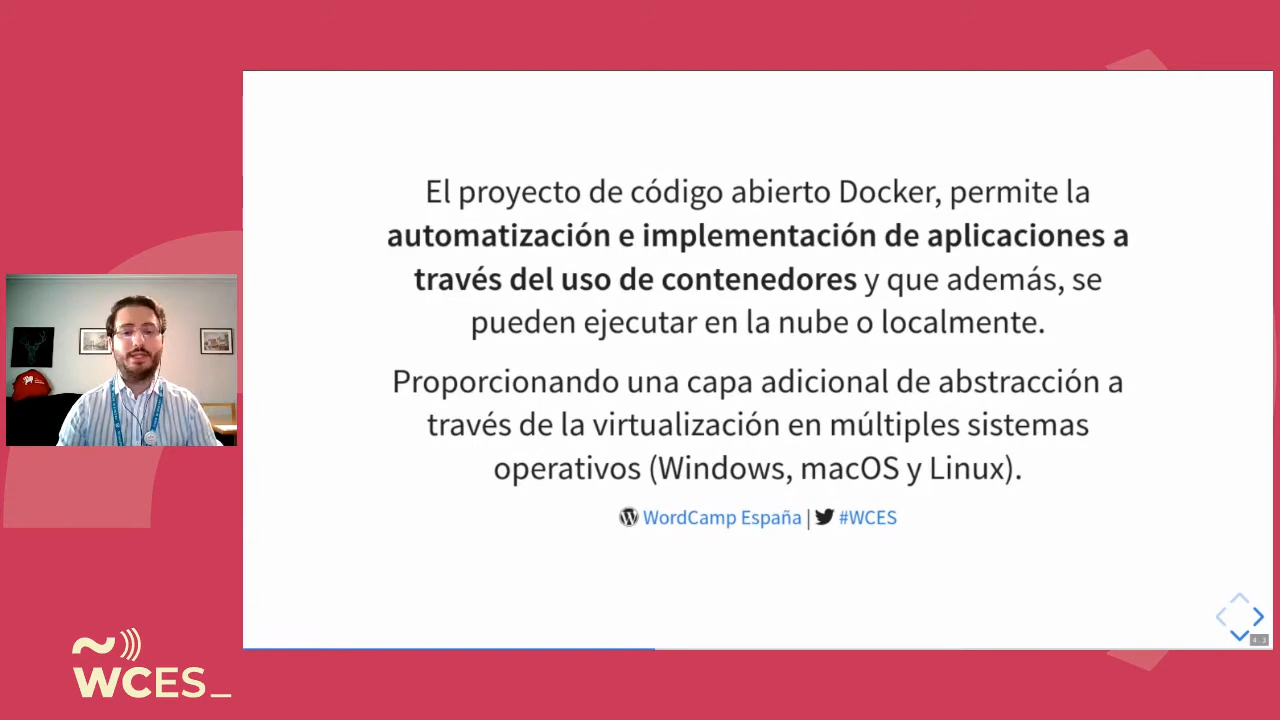 El proyecto de código abierto Docker, permite la
automatización e implementación de aplicaciones a
través del uso de contenedores y que además, se
pueden ejecutar en la nube o localmente.
Proporcionando una capa adicional de abstracción a
través de la virtualización en múltiples sistemas
operativos (Windows, macOS y Linux).
WordCamp España | #WCES
WCES_